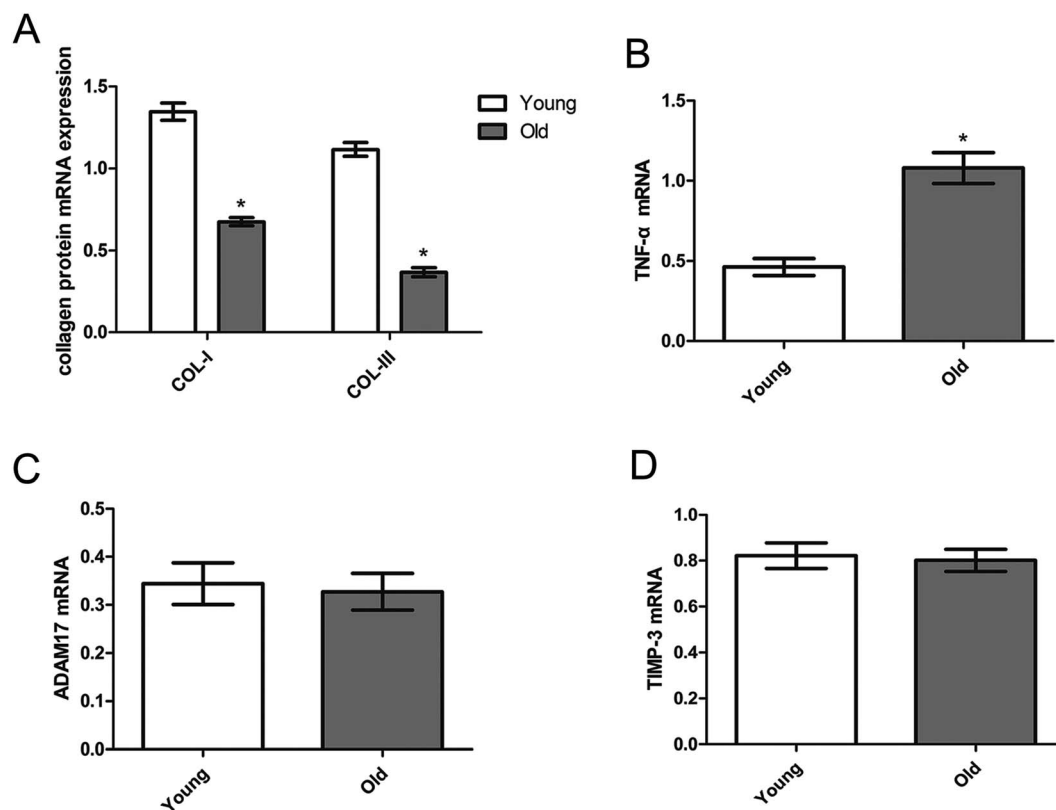 A
collagen protein mRNA expression
1.5
1.0
0.5
0.0
*
*
COL-I
COL-III
Young
Old
B
TNF-α mRNA
1.5
1.0
0.5
0.0
*
Young
Old
C
ADAM17 mRNA
0.5
0.4
0.3
0.2
0.1
0.0
Young
Old
D
TIMP-3 mRNA
1.0
0.8
0.6
0.4
0.2
0.0
Young
Old